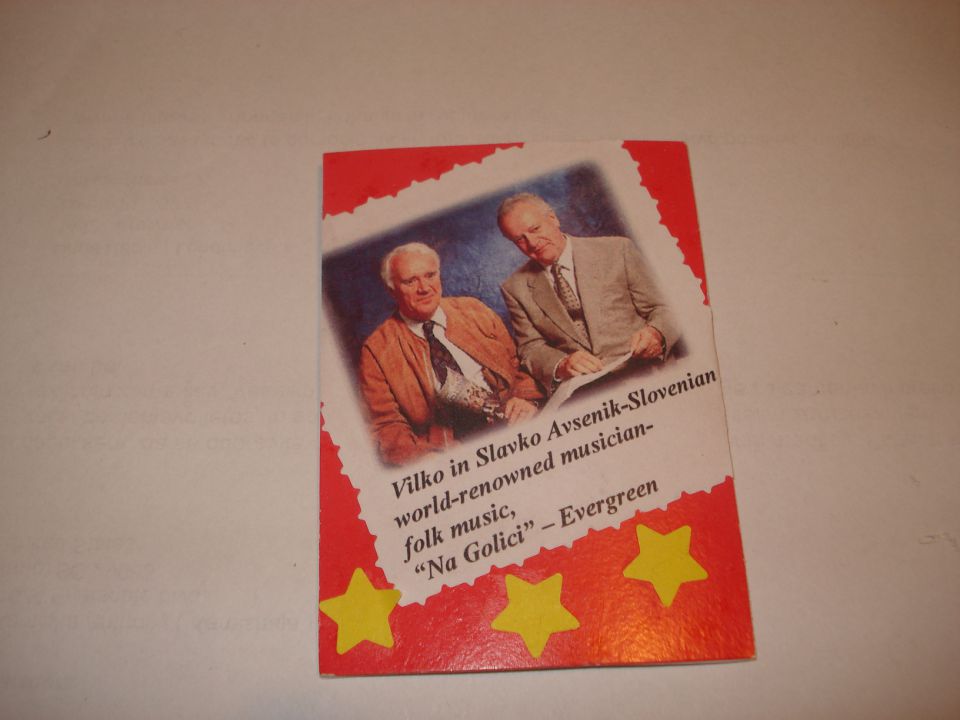 Vilko in Slavko Avsenik-Slovenian
world-renowned musician-
folk music,
“Na Golici” – Evergreen